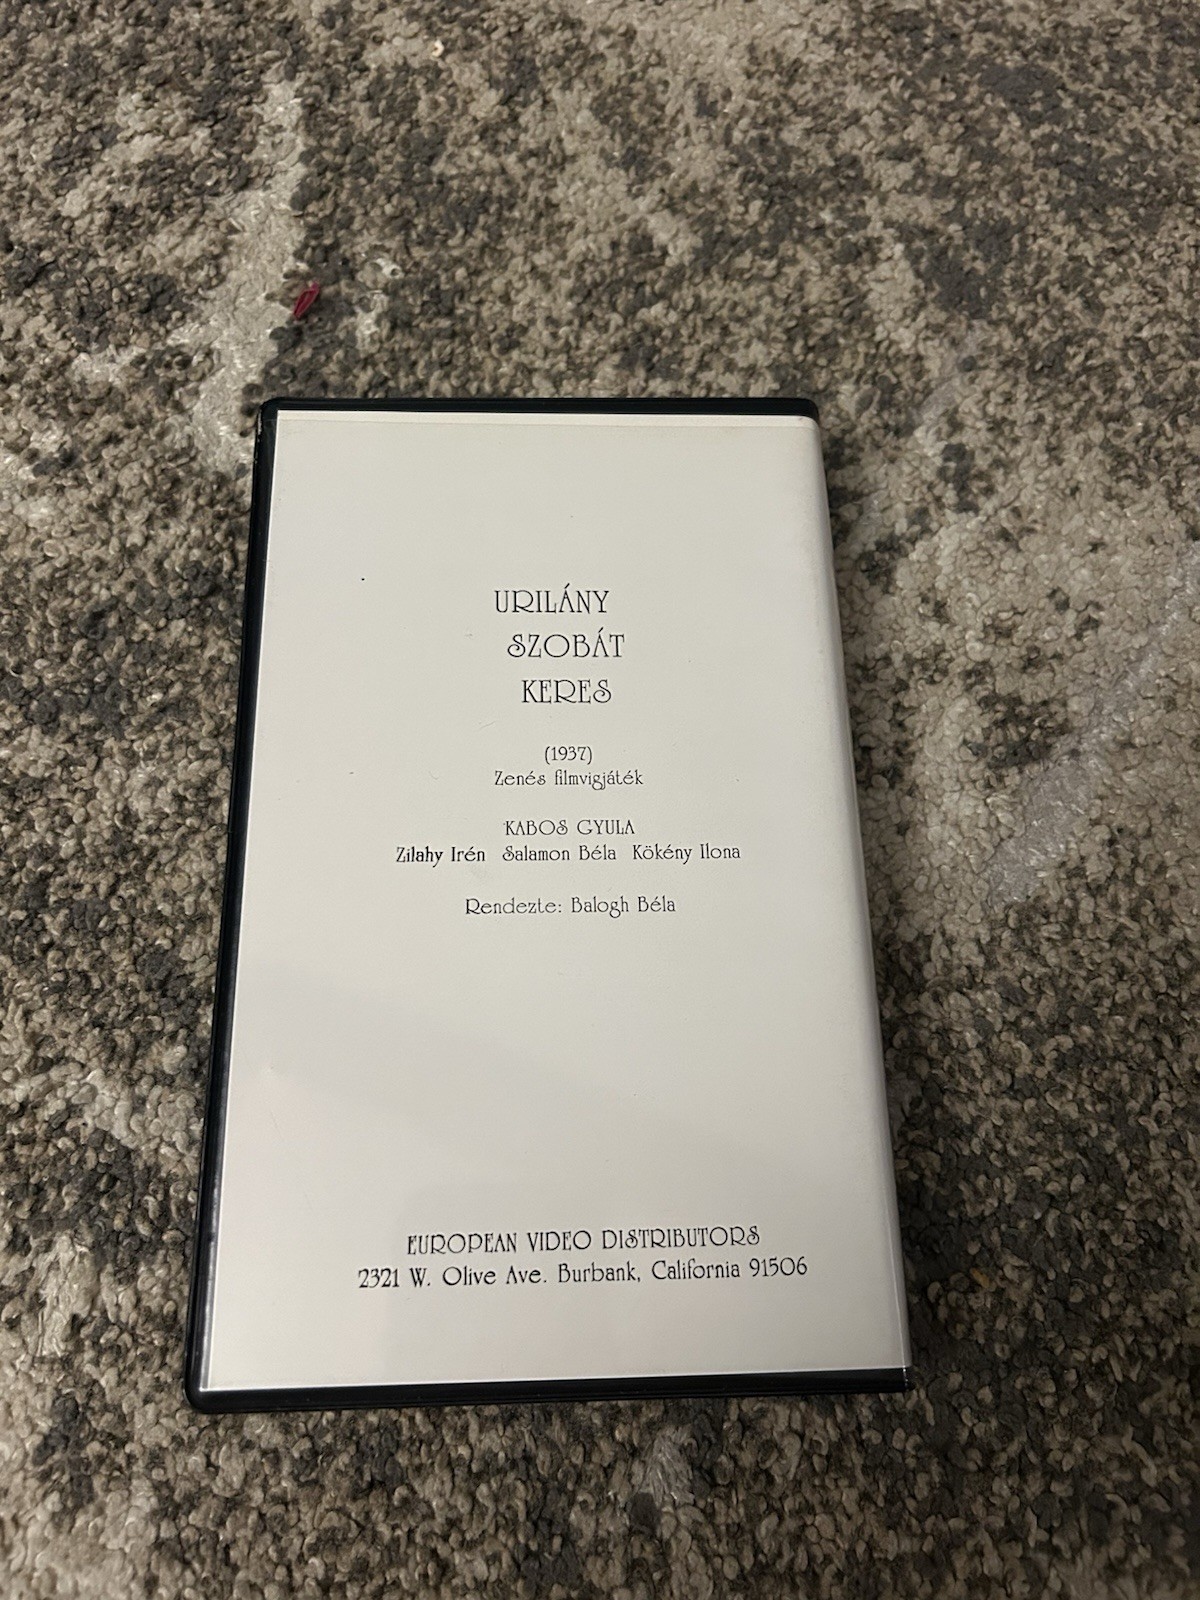 URILÁNY
SZOBÁT
KERES
(1937)
Zenés filmvigjáték
KABOS GYULA
Zilahy Irén Salamon Béla Kökény Ilona
Rendezte: Balogh Béla
EUROPEAN VIDEO DISTRIBUTORS
2321 W. Olive Ave. Burbank, California 91506